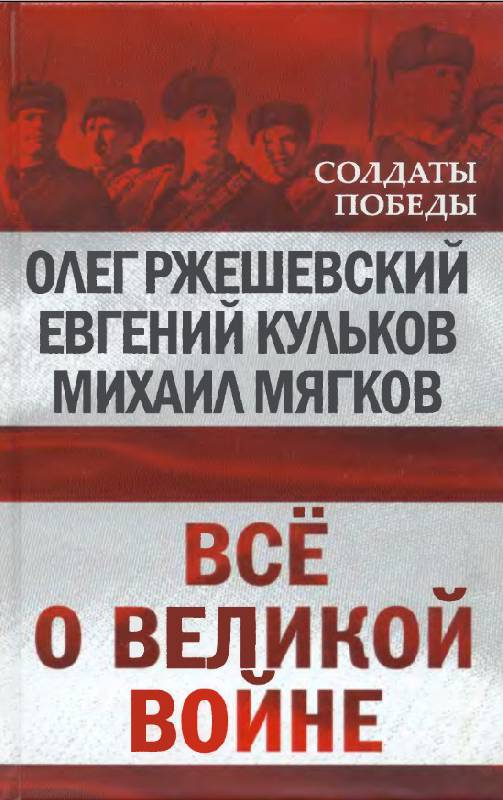 СОЛДАТЫ
ПОБЕДЫ
ОЛЕГ РЖЕШЕВСКИЙ
ЕВГЕНИЙ КУЛЬКОВ
МИХАИЛ МЯГКОВ
ВСЁ
О ВЕЛИКОЙ
ВОЙНЕ